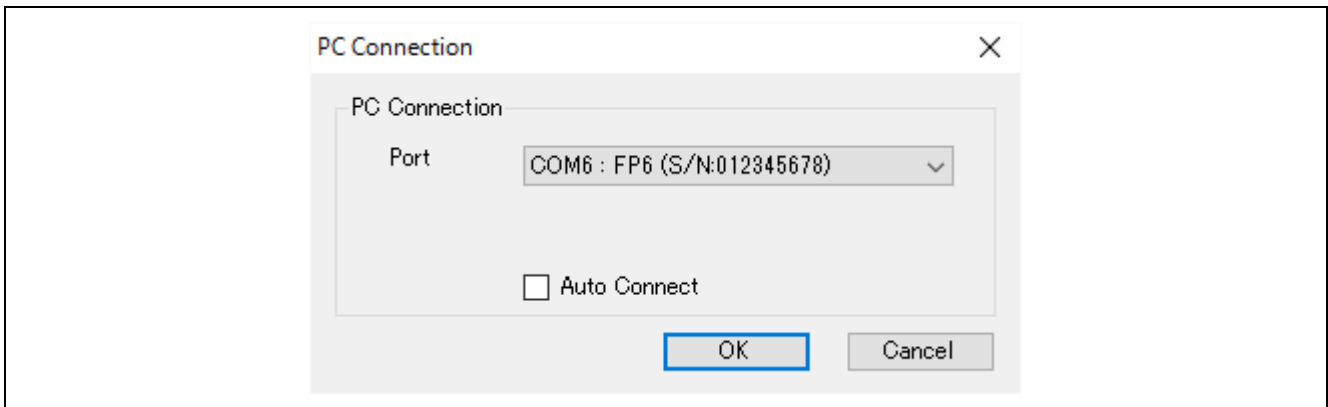 PC Connection
PC Connection
Port
COM6 : FP6 (S/N:012345678)
Auto Connect
OK
Cancel